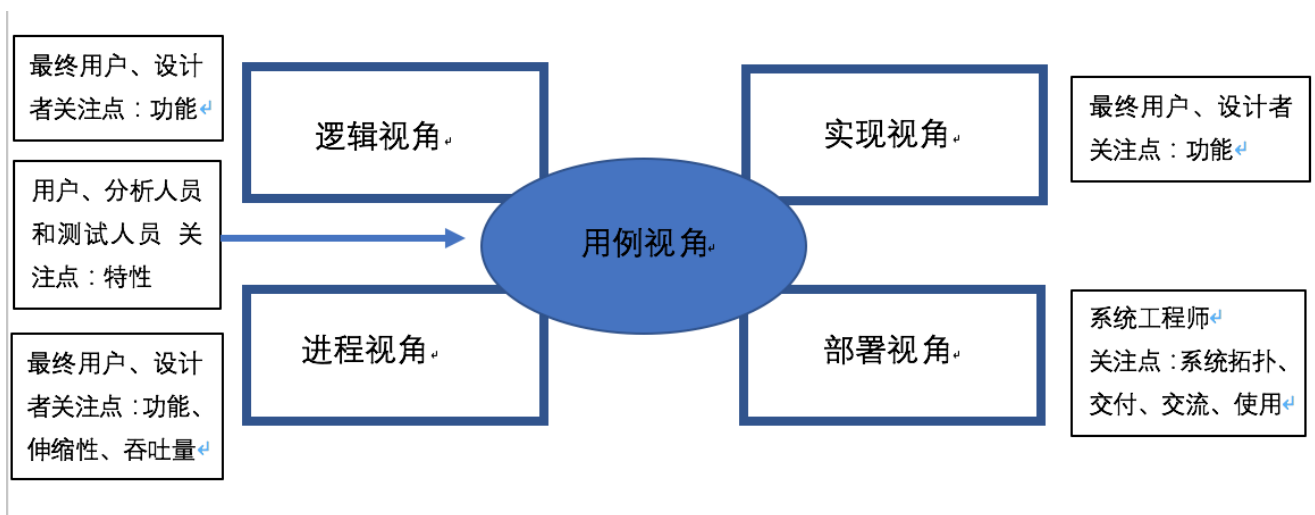 最终用户、设计
者关注点：功能
逻辑视角
实现视角
最终用户、设计者
关注点：功能
用户、分析人员
和测试人员 关
注点：特性
用例视角
最终用户、设计
者关注点：功能、
伸缩性、吞吐量
进程视角
部署视角
系统工程师
关注点：系统拓扑、
交付、交流、使用